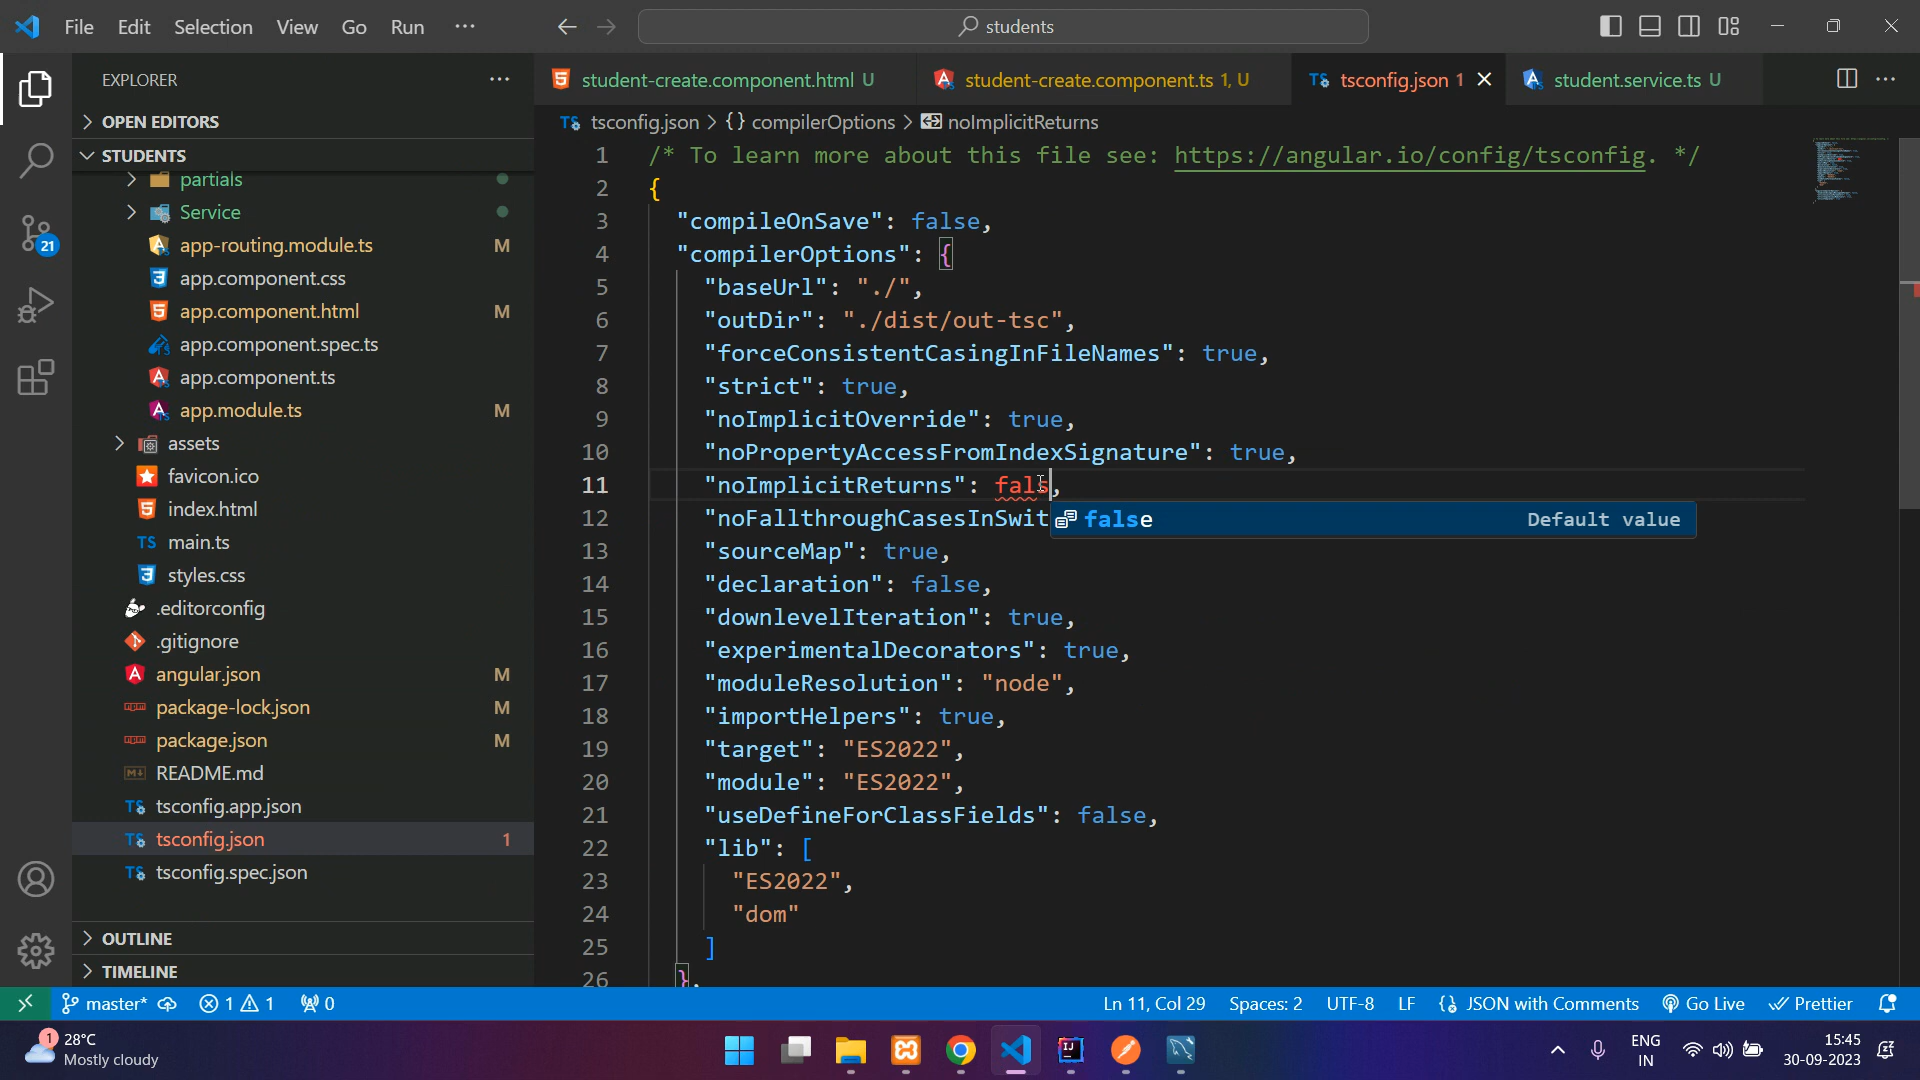 File Edit Selection View Go Run ···
students
EXPLORER ···
OPEN EDITORS
STUDENTS
partials
Service
app-routing.module.ts M
app.component.css
app.component.html M
app.component.spec.ts
app.component.ts
app.module.ts M
assets
favicon.ico
index.html
main.ts
styles.css
.editorconfig
.gitignore
angular.json M
package-lock.json M
package.json M
README.md
tsconfig.app.json
tsconfig.json 1
tsconfig.spec.json
OUTLINE
TIMELINE
21
student-create.component.html U
student-create.component.ts 1, U
tsconfig.json 1
student.service.ts U
tsconfig.json > {} compilerOptions > noImplicitReturns
1 /* To learn more about this file see: https://angular.io/config/tsconfig. */
2 {
3 "compileOnSave": false,
4 "compilerOptions": {
5 "baseUrl": "./",
6 "outDir": "./dist/out-tsc",
7 "forceConsistentCasingInFileNames": true,
8 "strict": true,
9 "noImplicitOverride": true,
10 "noPropertyAccessFromIndexSignature": true,
11 "noImplicitReturns": fals,
12 "noFallthroughCasesInSwit
false Default value
13 "sourceMap": true,
14 "declaration": false,
15 "downlevelIteration": true,
16 "experimentalDecorators": true,
17 "moduleResolution": "node",
18 "importHelpers": true,
19 "target": "ES2022",
20 "module": "ES2022",
21 "useDefineForClassFields": false,
22 "lib": [
23 "ES2022",
24 "dom"
25 ]
26 },
master* 1 1 0
Ln 11, Col 29 Spaces: 2 UTF-8 LF {} JSON with Comments Go Live Prettier
1
28°C
Mostly cloudy
ENG
IN
15:45
30-09-2023